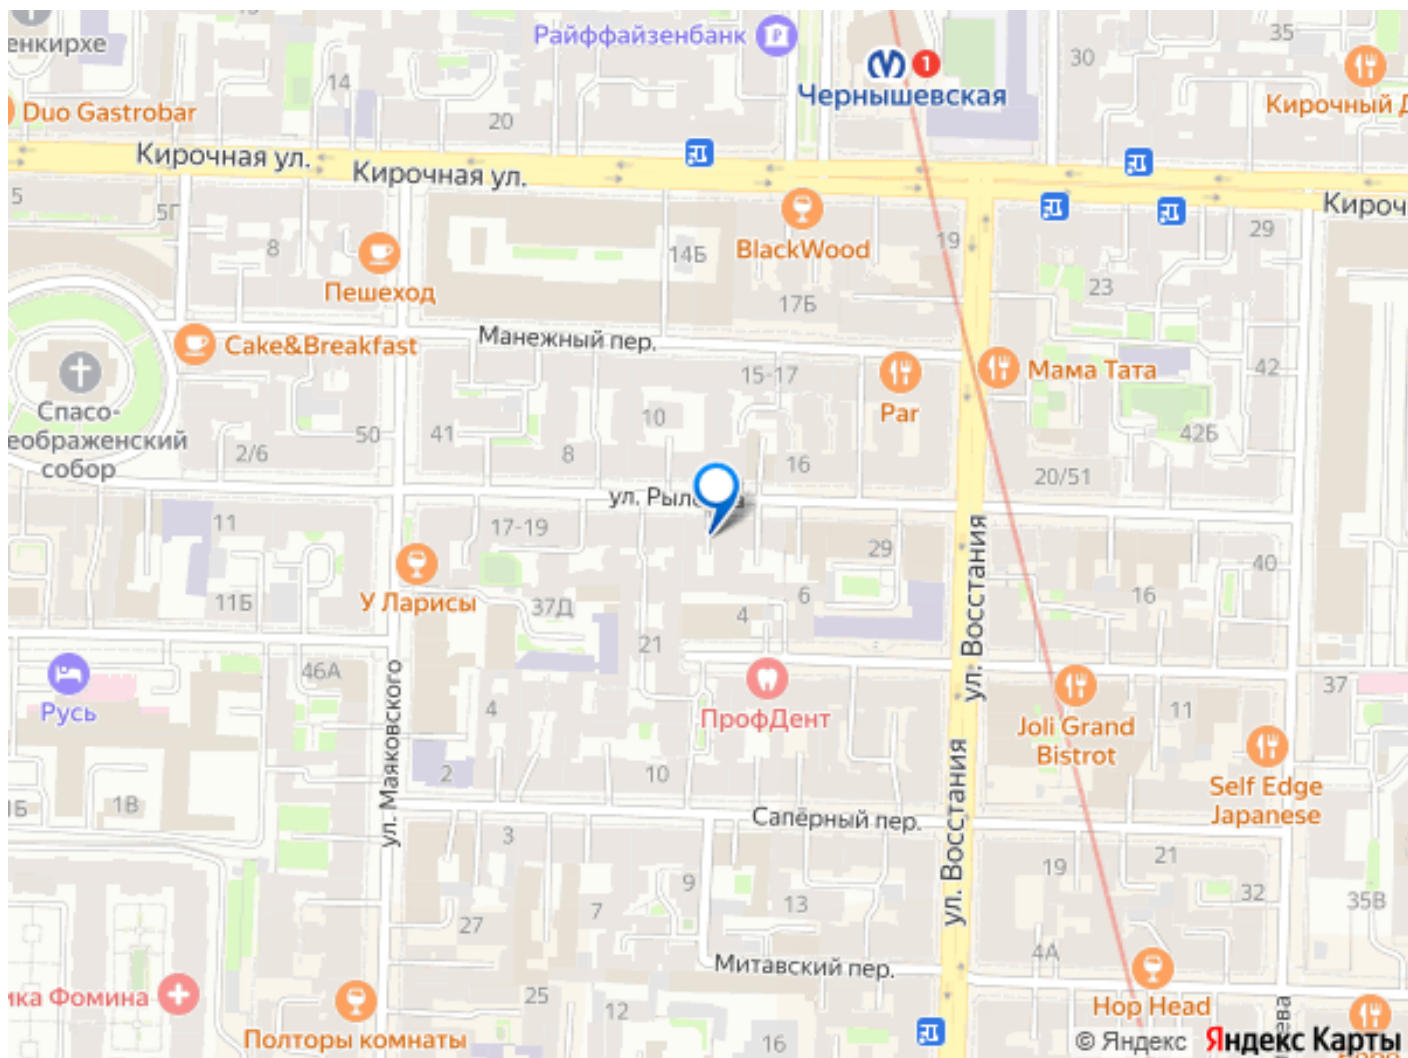 Райффайзенбанк
35
30
енкирхе
14
1
Чернышевская
Кирочный Д
Duo Gastrobar
20
Кирочная ул.
Кирочная ул.
5
5Г
Кироч
8
14Б
BlackWood
19
29
Пешеход
17Б
23
Манежный пер.
Cake&Breakfast
15-17
Мама Тата
42
Спасо-
еображенский
собор
2/6
50
41
10
8
Par
16
42Б
20/51
ул. Рыл
11
17-19
29
40
11Б
У Ларисы
37Д
6
4
16
ул. Восстания
21
46А
37
Русь
ул. Маяковского
4
ПрофДент
11
Joli Grand
Bistrot
2
10
Self Edge
Japanese
1Б
1В
Сапёрный пер.
ул. Восстания
3
21
19
9
32
7
13
35В
27
4А
Митавский пер.
ика Фомина
25
12
Hop Head
Полторы комнаты
16
© Яндекс
Яндекс Карты